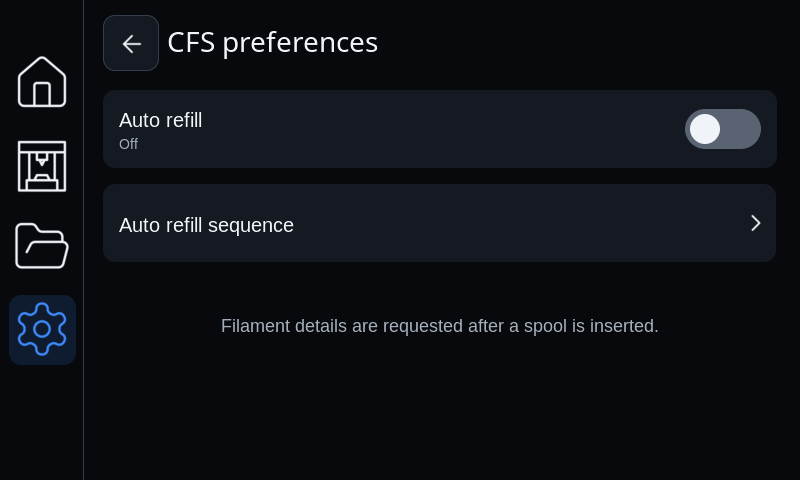 CFS preferences
Auto refill
Off
Auto refill sequence
Filament details are requested after a spool is inserted.